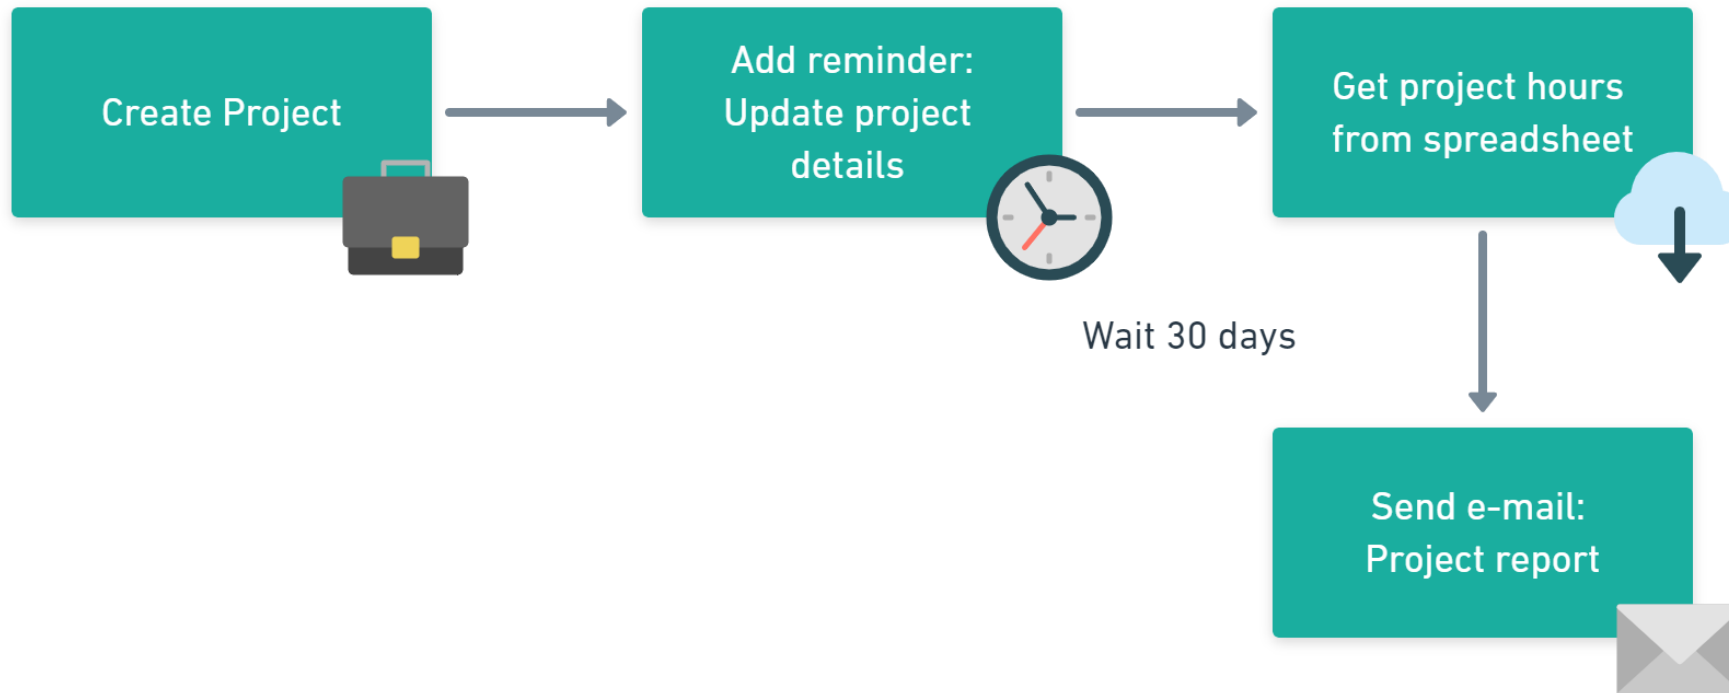 Create Project
Add reminder:
Update project
details
Get project hours
from spreadsheet
Wait 30 days
Send e-mail:
Project report